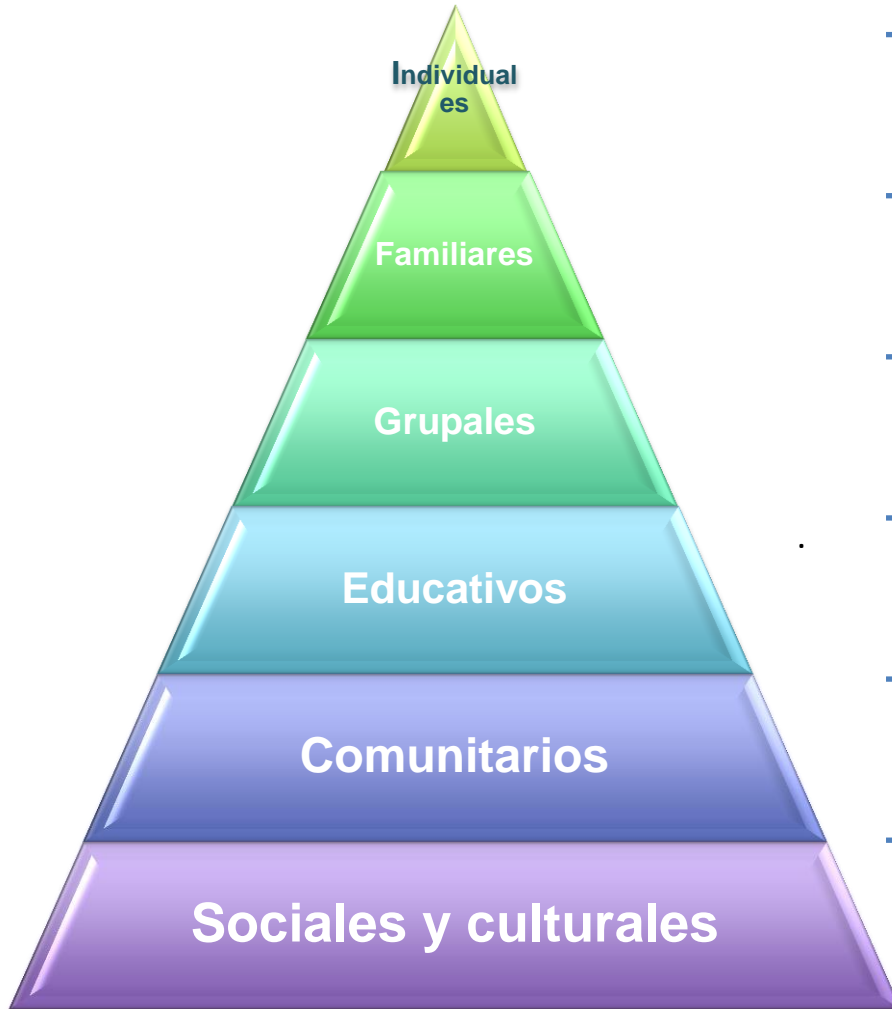 Individual
es
Familiares
Grupales
Educativos
.
Comunitarios
Sociales y culturales